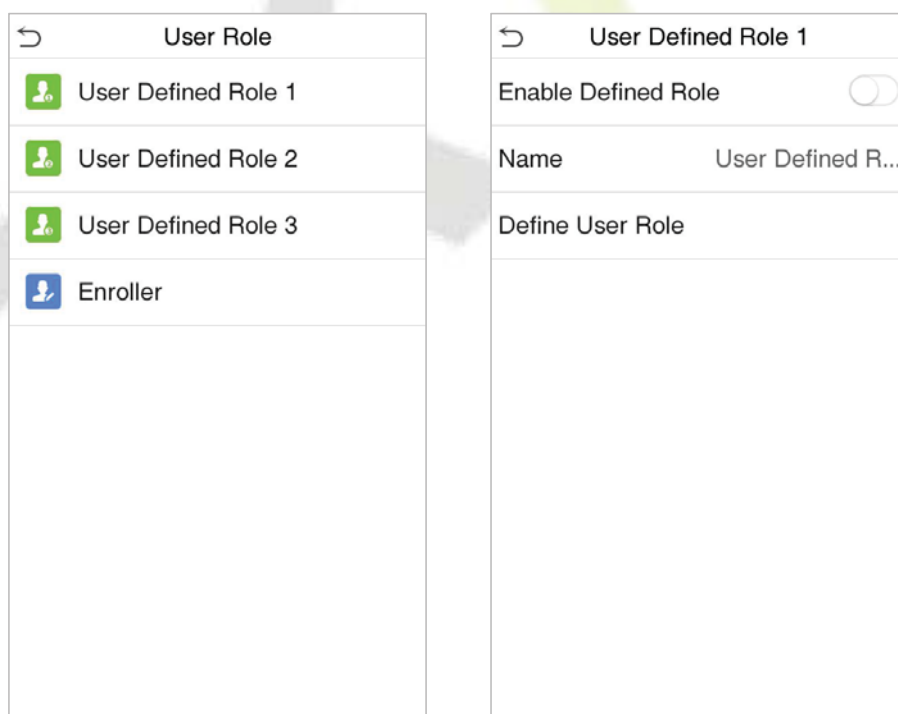 User Role
User Defined Role 1
User Defined Role 2
User Defined Role 3
Enroller
User Defined Role 1
Enable Defined Role
Name User Defined R...
Define User Role